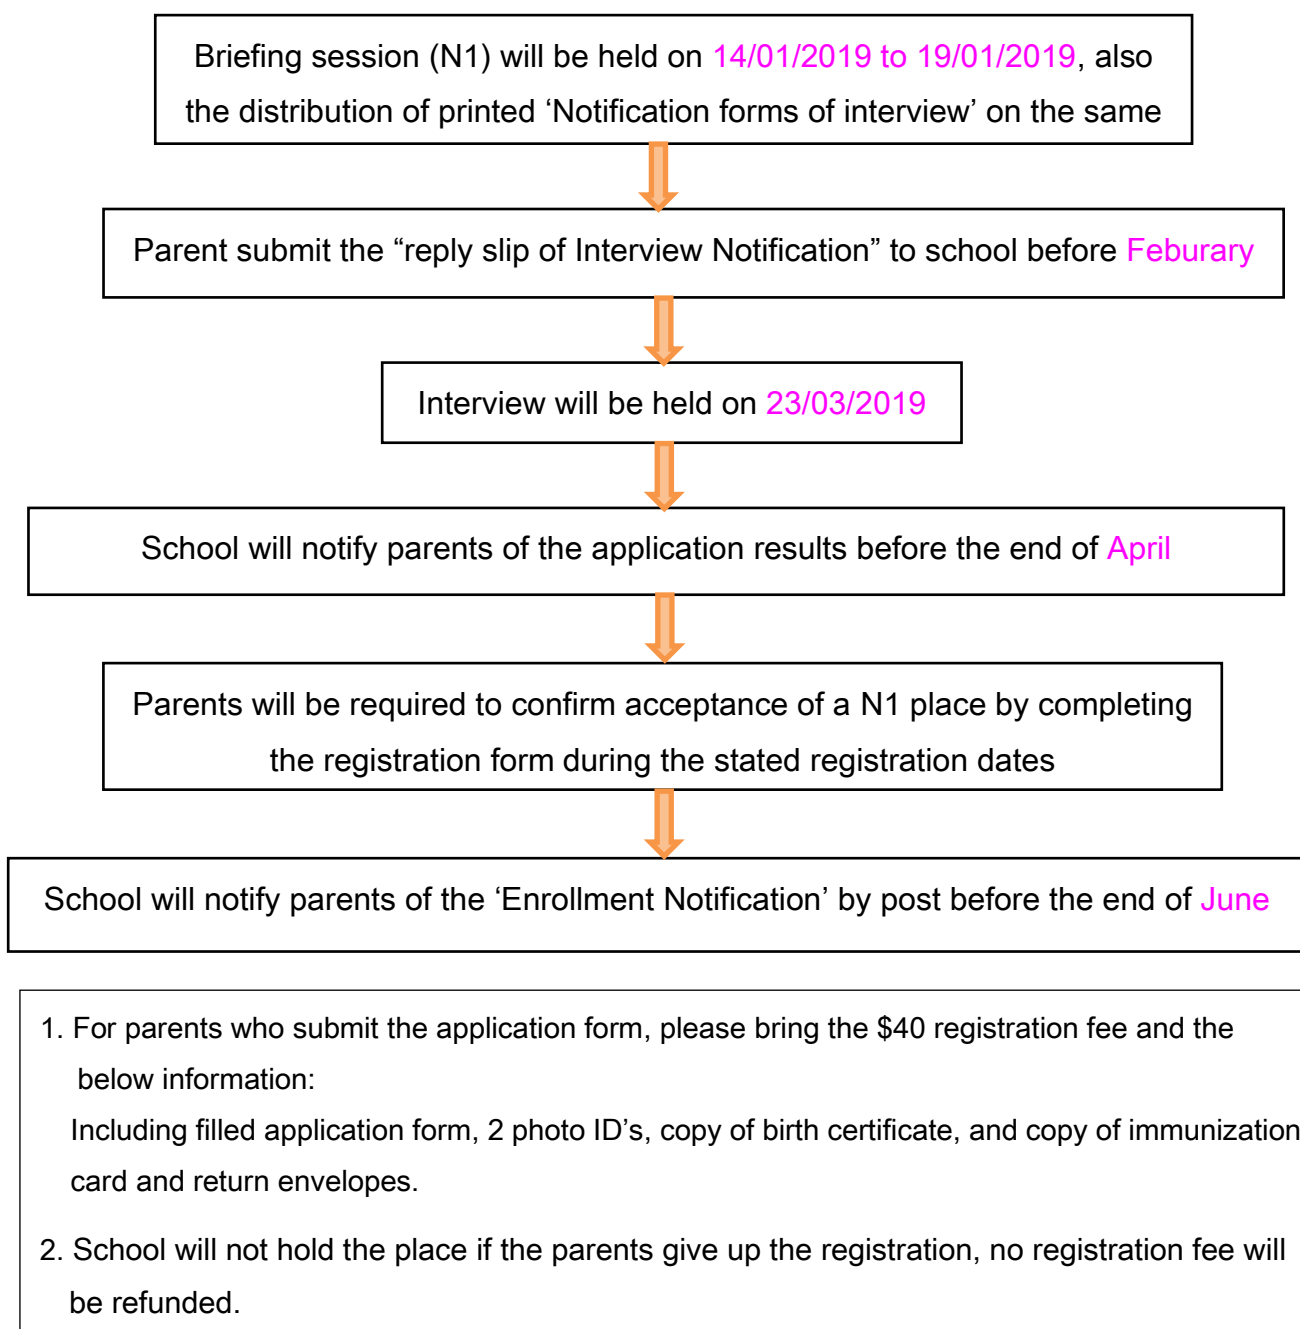 Briefing session (N1) will be held on 14/01/2019 to 19/01/2019, also
the distribution of printed ‘Notification forms of interview’ on the same
Parent submit the “reply slip of Interview Notification” to school before Feburary
Interview will be held on 23/03/2019
School will notify parents of the application results before the end of April
Parents will be required to confirm acceptance of a N1 place by completing
the registration form during the stated registration dates
School will notify parents of the ‘Enrollment Notification’ by post before the end of June
1. For parents who submit the application form, please bring the $40 registration fee and the
below information:
Including filled application form, 2 photo ID’s, copy of birth certificate, and copy of immunization
card and return envelopes.
2. School will not hold the place if the parents give up the registration, no registration fee will
be refunded.